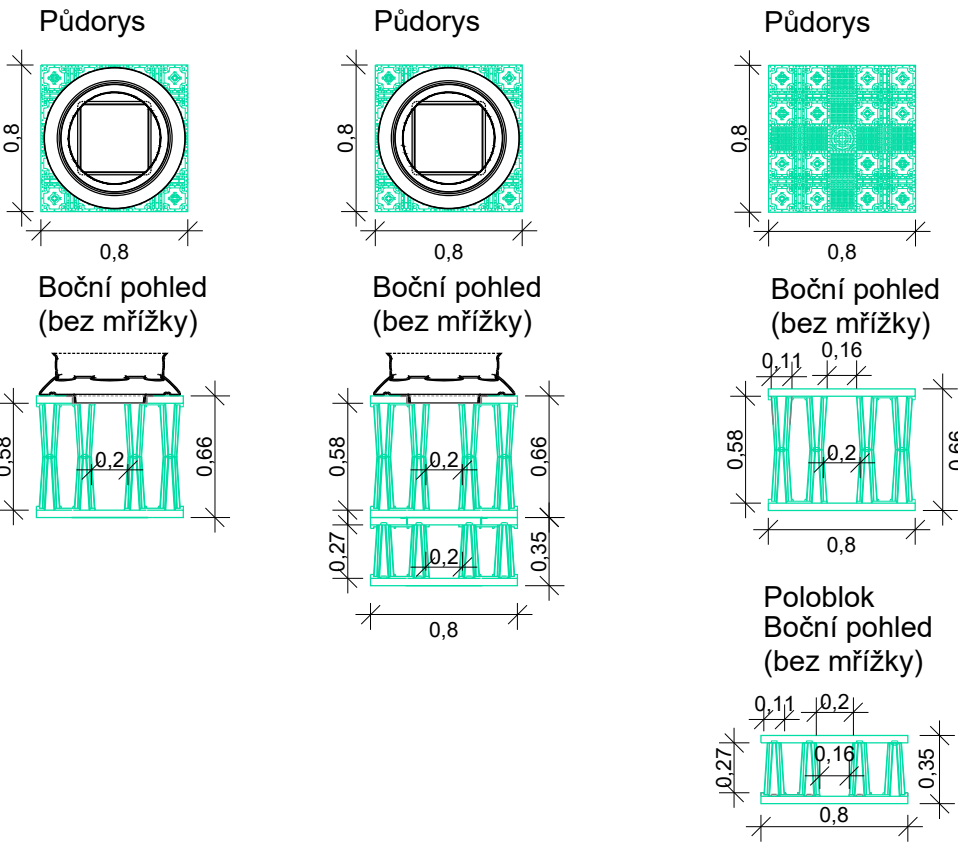 Půdorys
Půdorys
Půdorys
0,8
0,8
0,8
0,8
0,8
0,8
Boční pohled
(bez mřížky)
Boční pohled
(bez mřížky)
Boční pohled
(bez mřížky)
0,11
0,16
0,58
0,2
0,66
0,58
0,2
0,66
0,58
0,2
0,66
0,27
0,2
0,35
0,8
0,8
Poloblok
Boční pohled
(bez mřížky)
0,11
0,2
0,27
0,16
0,35
0,8